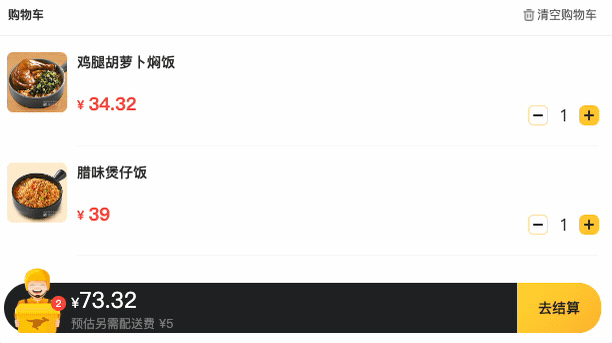 购物车
清空购物车
鸡腿胡萝卜焖饭
¥ 34.32
1
腊味煲仔饭
¥ 39
1
2
¥73.32
预估另需配送费 ¥5
去结算